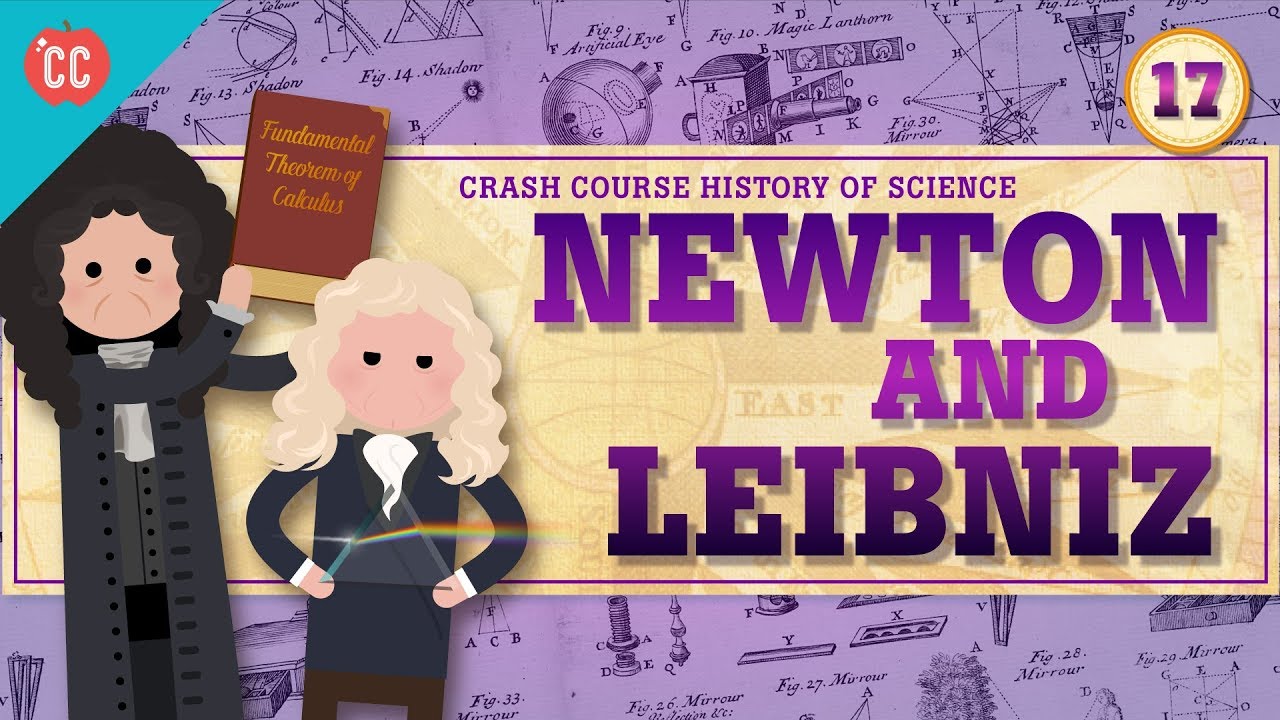 CC
17
Fundamental
Theorem of
Calculus
CRASH COURSE HISTORY OF SCIENCE
NEWTON
AND
LEIBNIZ
EAST
Fig. 9.
Artificial Eye
Fig. 10. Magic Lanthorn
Fig. 14. Shadow
Fig. 13. Shadow
Fig. 30.
Mirrour
Fig. 28.
Mirrour
Fig. 29. Mirrour
Fig. 27. Mirrour
Fig. 26. Mirrour
Fig. 33.